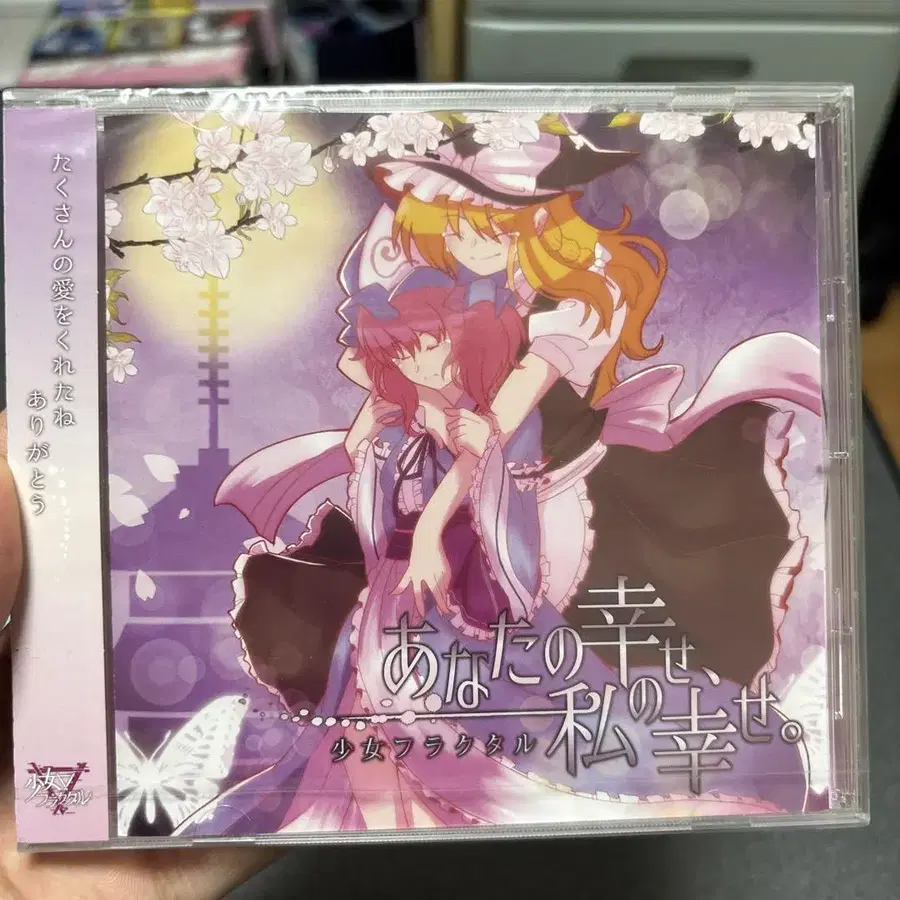 たくさんの愛をくれたね
ありがとう
あなたの幸せ、
私の幸せ。
少女フラクタル
少女フラクタル